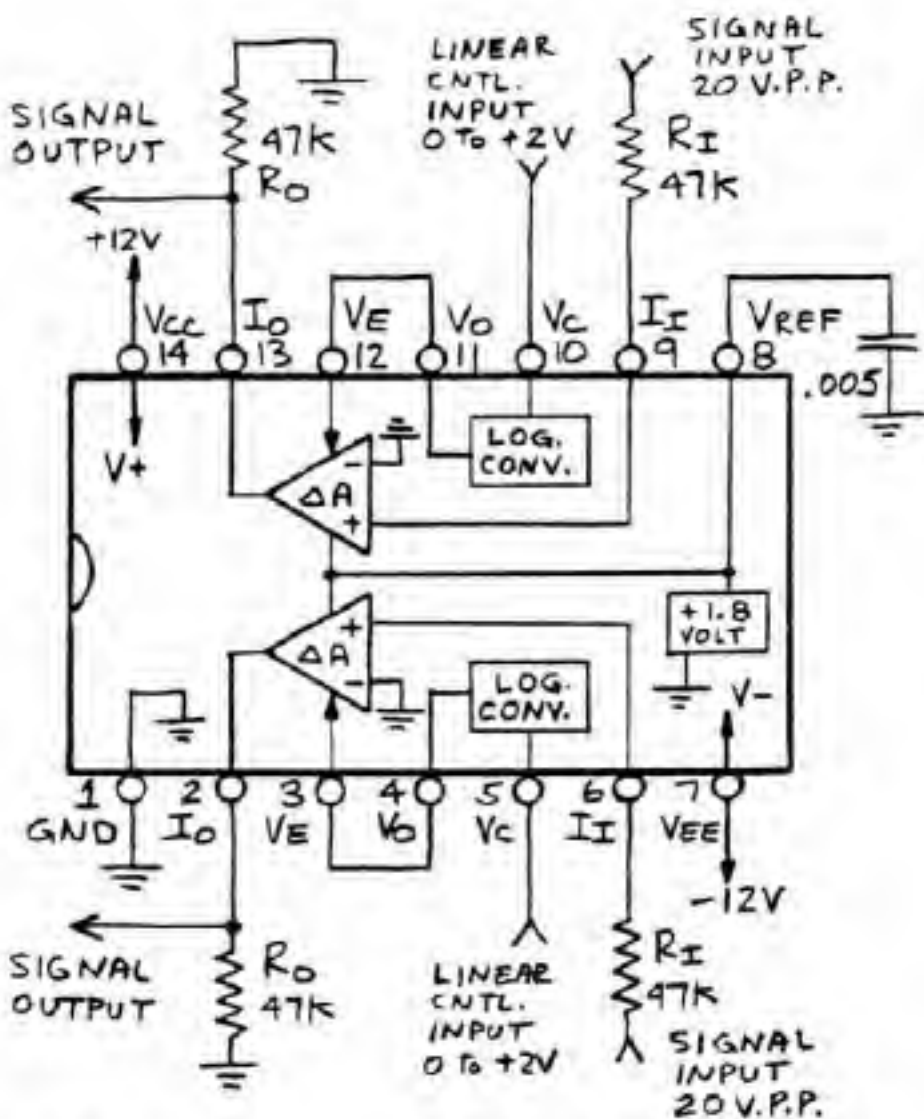 SIGNAL
OUTPUT
47K
RO
LINEAR
CNTL.
INPUT
0 To +2V
SIGNAL
INPUT
20 V.P.P.
RI
47K
+12V
VCC
IO
VE
VO
VC
II
VREF
14
13
12
11
10
9
8
.005
V+
- 
ΔA
+
LOG.
CONV.
+1.8
VOLT
+
ΔA
-
LOG.
CONV.
V-
1
2
3
4
5
6
7
GND
IO
VE
VO
VC
II
VEE
-12V
SIGNAL
OUTPUT
RO
47K
LINEAR
CNTL.
INPUT
0 To +2V
RI
47K
SIGNAL
INPUT
20 V.P.P.